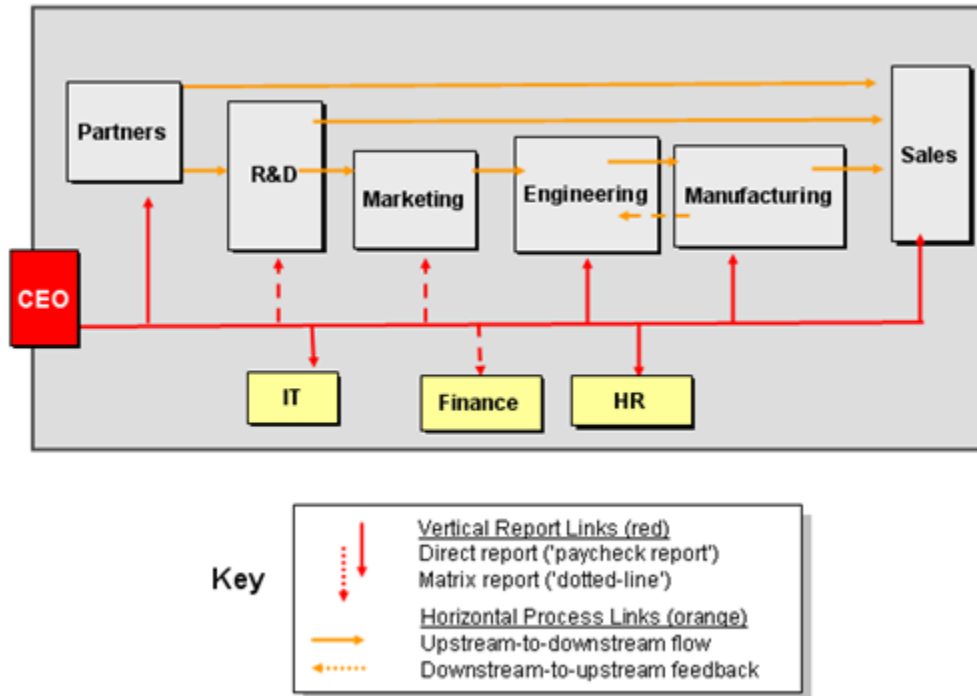 Partners
R&D
Marketing
Engineering
Manufacturing
Sales
CEO
IT
Finance
HR
Key
Vertical Report Links (red)
Direct report ('paycheck report')
Matrix report ('dotted-line')
Horizontal Process Links (orange)
Upstream-to-downstream flow
Downstream-to-upstream feedback